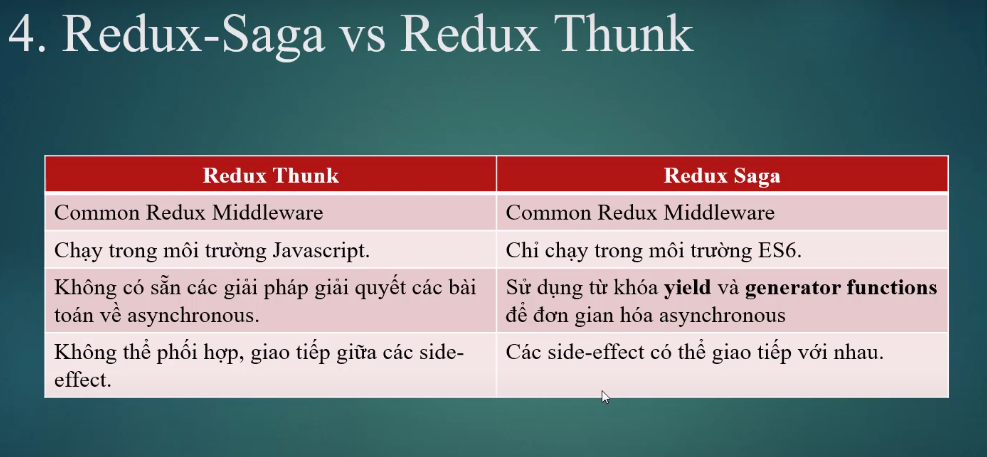 4. Redux-Saga vs Redux Thunk
Redux Thunk
Redux Saga
Common Redux Middleware
Common Redux Middleware
Chạy trong môi trường Javascript.
Chỉ chạy trong môi trường ES6.
Không có sẵn các giải pháp giải quyết các bài
toán về asynchronous.
Sử dụng từ khóa yield và generator functions
để đơn gian hóa asynchronous
Không thể phối hợp, giao tiếp giữa các side-
effect.
Các side-effect có thể giao tiếp với nhau.